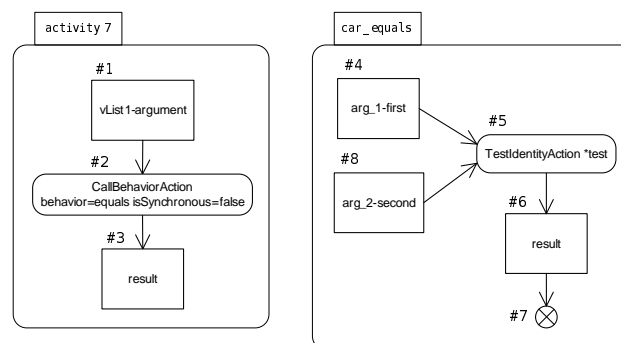 activity 7
#1
vList1-argument
#2
CallBehaviorAction
behavior=equals isSynchronous=false
#3
result
car_equals
#4
arg_1-first
#5
TestIdentityAction *test
#8
arg_2-second
#6
result
#7